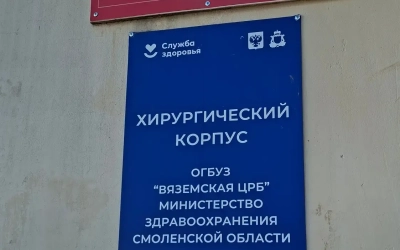 Служба
здоровья
ХИРУРГИЧЕСКИЙ
КОРПУС
ОГБУЗ
"ВЯЗЕМСКАЯ ЦРБ"
МИНИСТЕРСТВО
ЗДРАВООХРАНЕНИЯ
СМОЛЕНСКОЙ ОБЛАСТИ